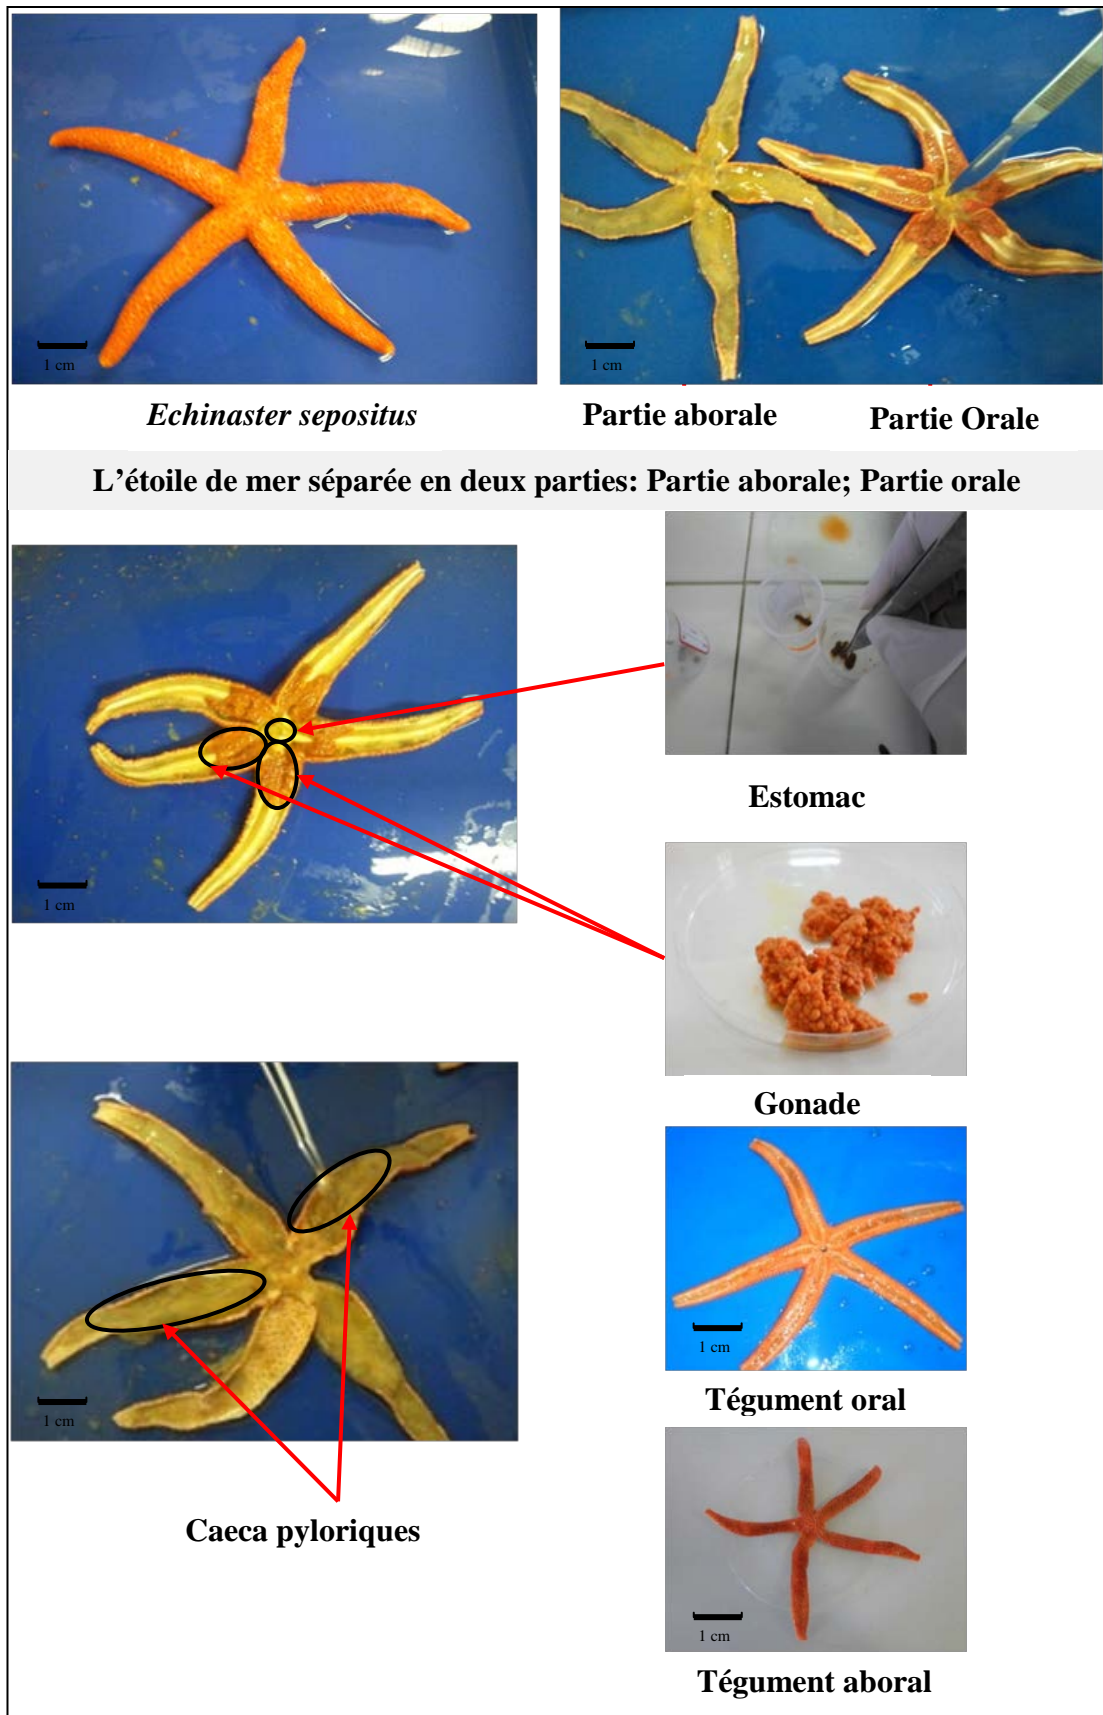 1 cm
1 cm
Echinaster sepositus
Partie aborale
Partie Orale
L'étoile de mer séparée en deux parties: Partie aborale; Partie orale
1 cm
Estomac
Gonade
1 cm
Caeca pyloriques
1 cm
Tégument oral
1 cm
Tégument aboral